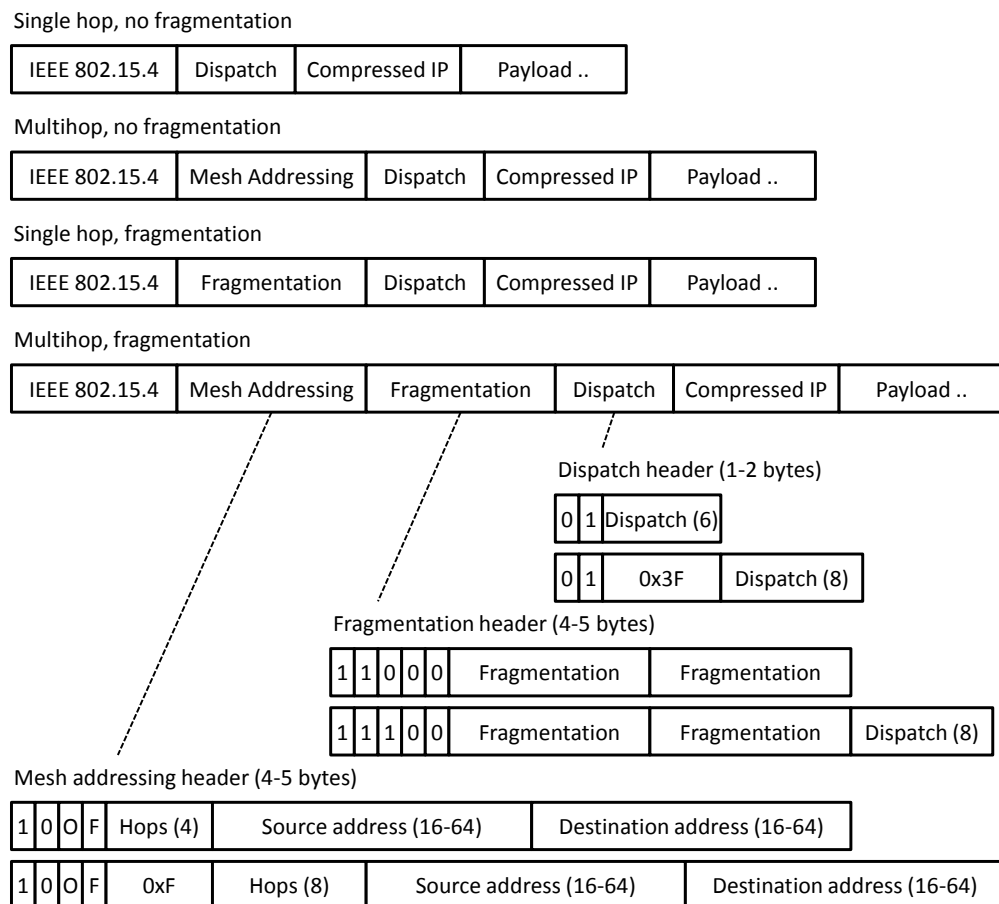 Single hop, no fragmentation
IEEE 802.15.4 Dispatch Compressed IP Payload ..
Multihop, no fragmentation
IEEE 802.15.4 Mesh Addressing Dispatch Compressed IP Payload ..
Single hop, fragmentation
IEEE 802.15.4 Fragmentation Dispatch Compressed IP Payload ..
Multihop, fragmentation
IEEE 802.15.4 Mesh Addressing Fragmentation Dispatch Compressed IP Payload ..
Dispatch header (1-2 bytes)
0 1 Dispatch (6)
0 1 0x3F Dispatch (8)
Fragmentation header (4-5 bytes)
1 1 0 0 0 Fragmentation Fragmentation
1 1 1 0 0 Fragmentation Fragmentation Dispatch (8)
Mesh addressing header (4-5 bytes)
1 0 O F Hops (4) Source address (16-64) Destination address (16-64)
1 0 O F 0xF Hops (8) Source address (16-64) Destination address (16-64)